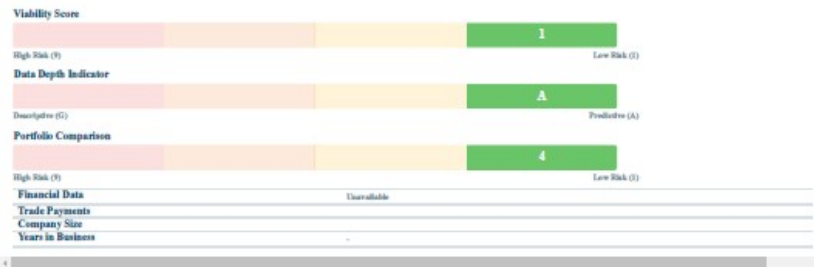 Viability Score
1
High Risk (9) Low Risk (1)
Data Depth Indicator
A
Descriptive (G) Predictive (A)
Portfolio Comparison
4
High Risk (9) Low Risk (1)
Financial Data Unavailable
Trade Payments
Company Size
Years in Business -